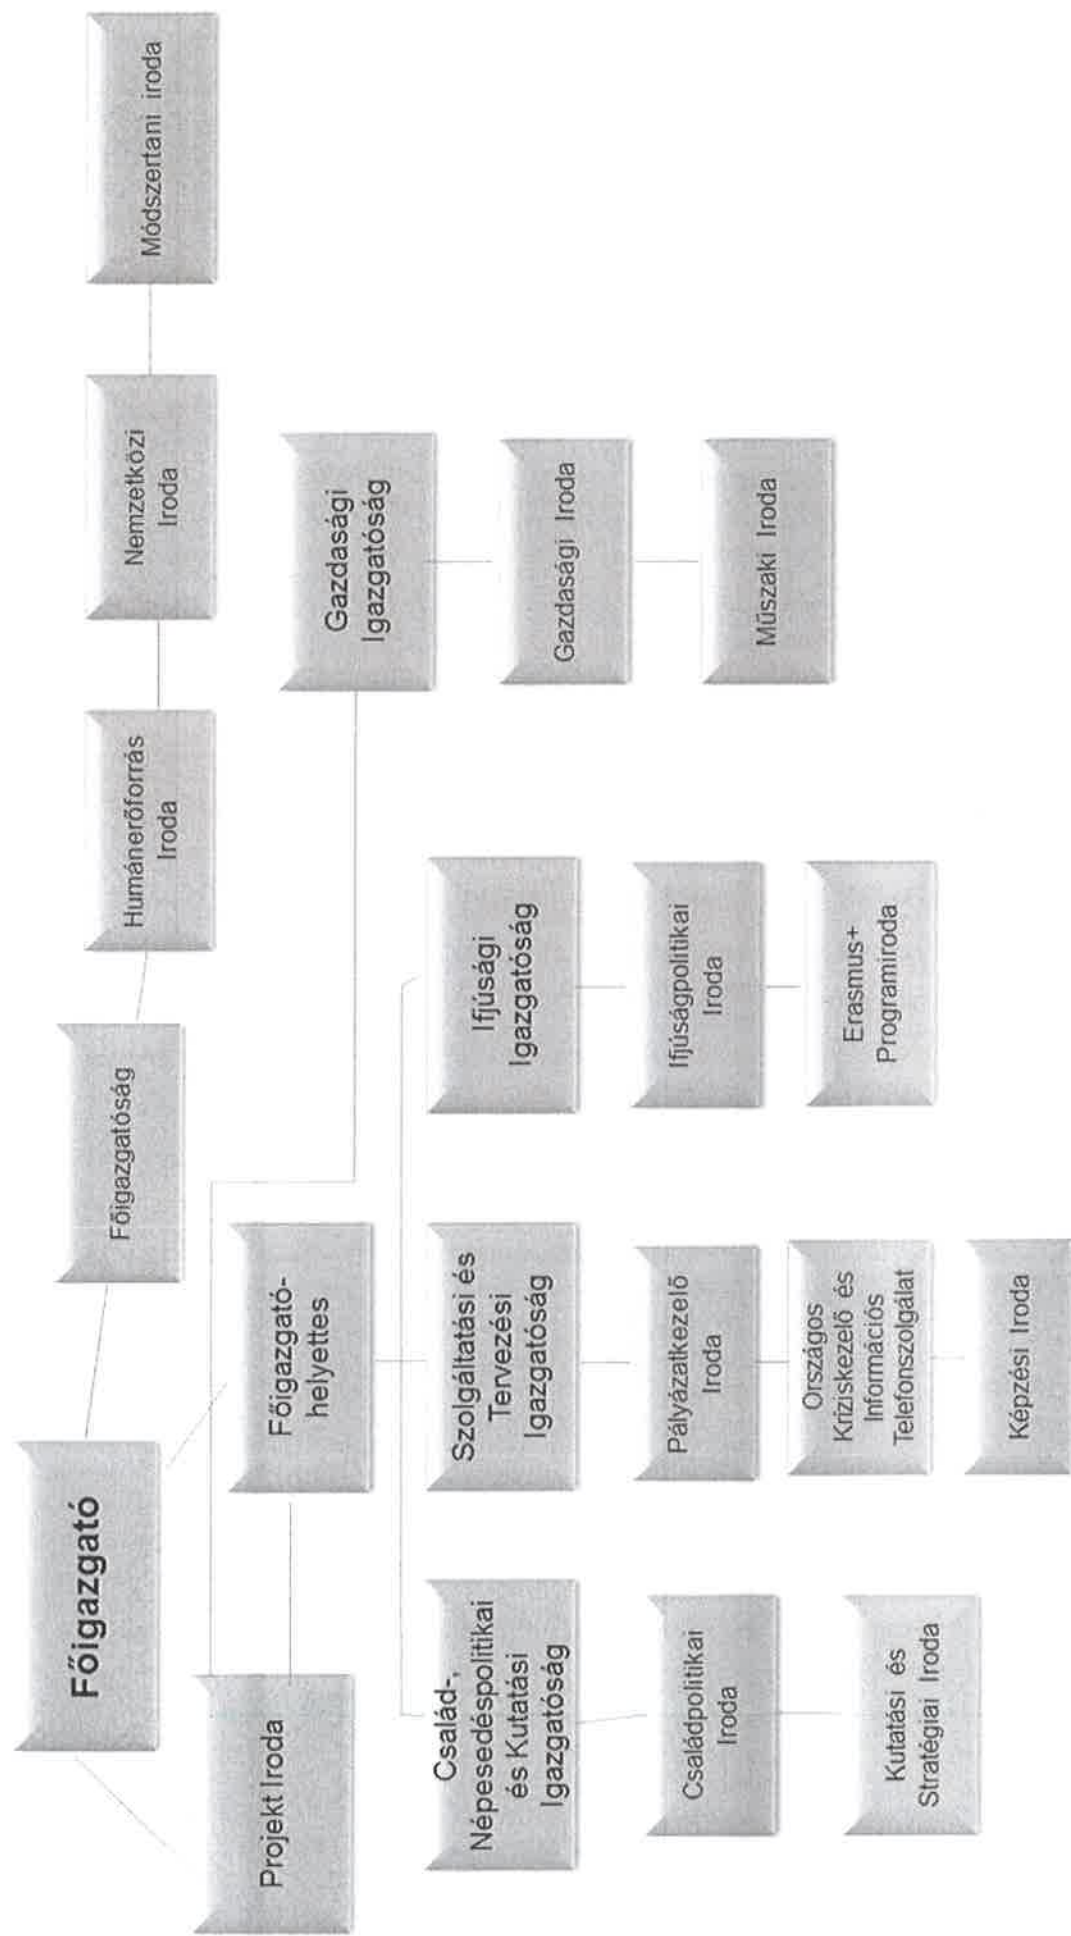 Főigazgató
Főigazgatóság
Humánerőforrás
Iroda
Nemzetközi
Iroda
Módszertani iroda
Projekt Iroda
Főigazgató-
helyettes
Gazdasági
Igazgatóság
Gazdasági Iroda
Műszaki Iroda
Család-,
Népesedéspolitikai
és Kutatási
Igazgatóság
Családpolitikai
Iroda
Kutatási és
Stratégiai Iroda
Szolgáltatási és
Tervezési
Igazgatóság
Pályázatkezelő
Iroda
Országos
Kríziskezelő és
Információs
Telefonszolgálat
Képzési Iroda
Ifjúsági
Igazgatóság
Ifjúságpolitikai
Iroda
Erasmus+
Programiroda